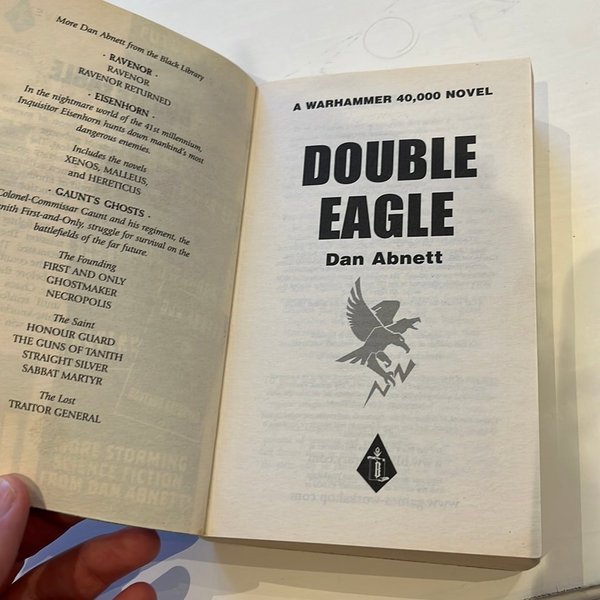 More Dan Abnett from the Black Library
· RAVENOR ·
RAVENOR
RAVENOR RETURNED
· EISENHORN ·
In the nightmare world of the 41st millennium,
Inquisitor Eisenhorn hunts down mankind's most
dangerous enemies.
Includes the novels
XENOS, MALLEUS,
and HERETICUS
· GAUNT'S GHOSTS ·
Colonel-Commissar Gaunt and his regiment, the
First-and-Only, struggle for survival on the
battlefields of the far future.
The Founding
FIRST AND ONLY
GHOSTMAKER
NECROPOLIS
The Saint
HONOUR GUARD
THE GUNS OF TANITH
STRAIGHT SILVER
SABBAT MARTYR
The Lost
TRAITOR GENERAL
A WARHAMMER 40,000 NOVEL
DOUBLE
EAGLE
Dan Abnett